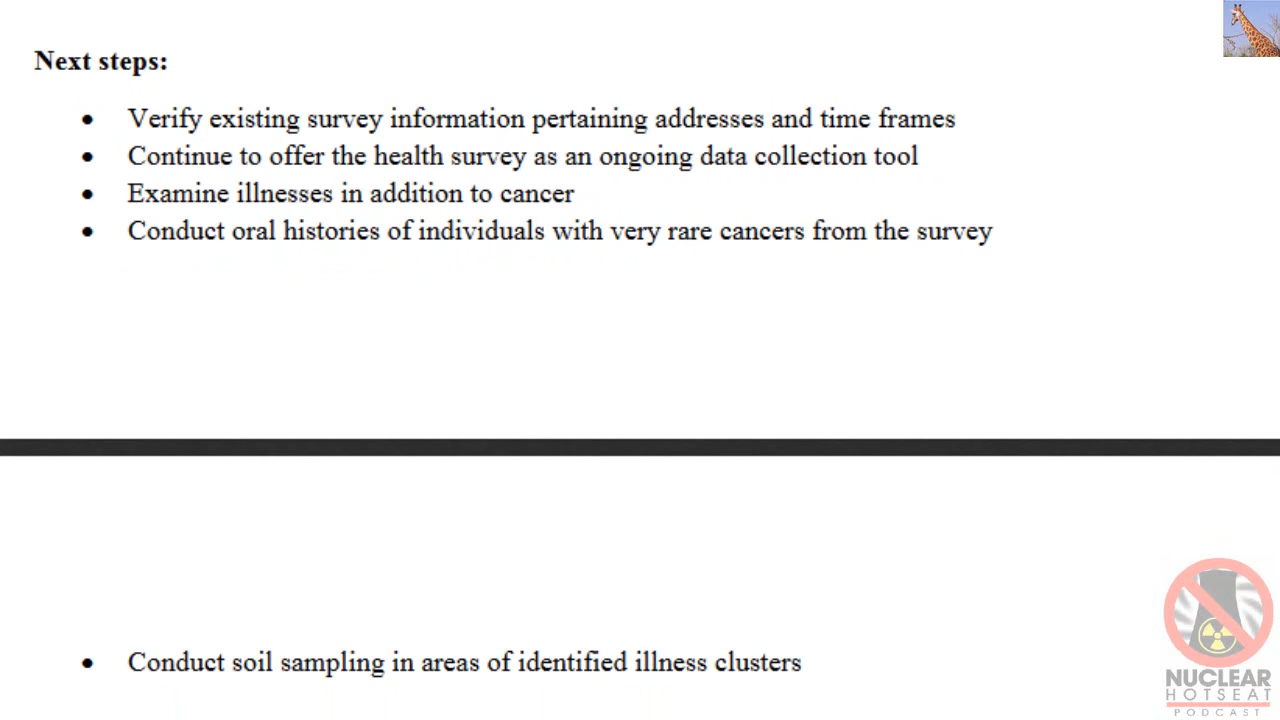 Next steps:
• Verify existing survey information pertaining addresses and time frames
• Continue to offer the health survey as an ongoing data collection tool
• Examine illnesses in addition to cancer
• Conduct oral histories of individuals with very rare cancers from the survey
• Conduct soil sampling in areas of identified illness clusters
NUCLEAR
HOTSEAT
PODCAST